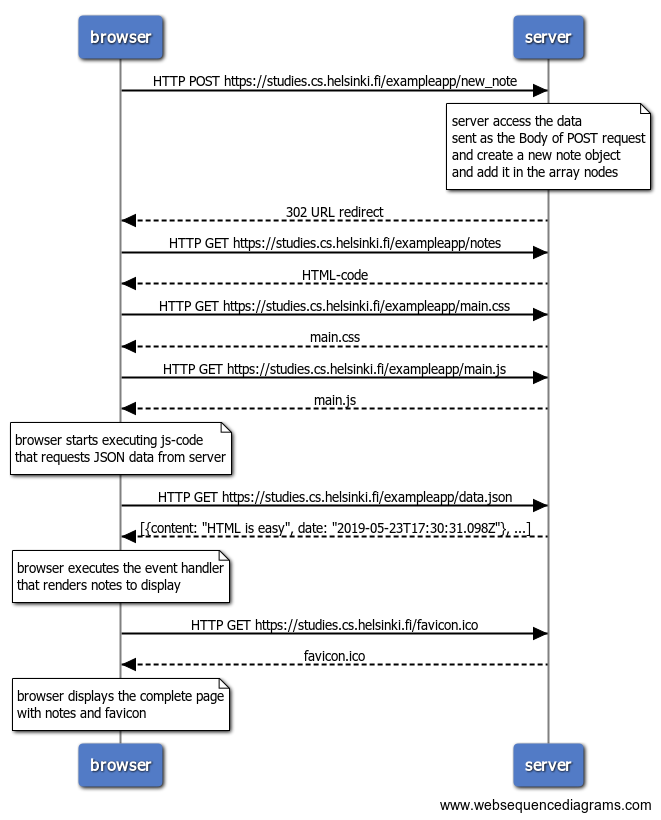 browser
server
HTTP POST https://studies.cs.helsinki.fi/exampleapp/new_note
server access the data
sent as the Body of POST request
and create a new note object
and add it in the array nodes
302 URL redirect
HTTP GET https://studies.cs.helsinki.fi/exampleapp/notes
HTML-code
HTTP GET https://studies.cs.helsinki.fi/exampleapp/main.css
main.css
HTTP GET https://studies.cs.helsinki.fi/exampleapp/main.js
main.js
browser starts executing js-code
that requests JSON data from server
HTTP GET https://studies.cs.helsinki.fi/exampleapp/data.json
[{content: "HTML is easy", date: "2019-05-23T17:30:31.098Z"}, ...]
browser executes the event handler
that renders notes to display
HTTP GET https://studies.cs.helsinki.fi/favicon.ico
favicon.ico
browser displays the complete page
with notes and favicon
browser
server
www.websequencediagrams.com